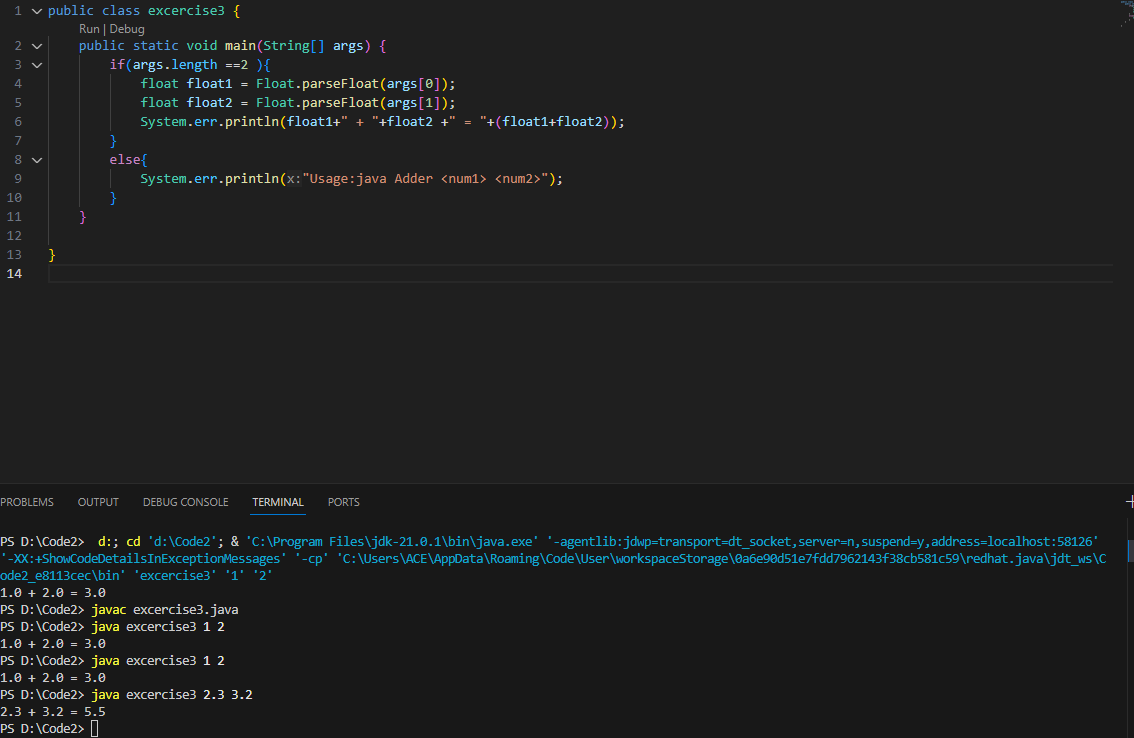 1 public class excercise3 {
Run | Debug
2 public static void main(String[] args) {
3 if(args.length ==2 ){
4 float float1 = Float.parseFloat(args[0]);
5 float float2 = Float.parseFloat(args[1]);
6 System.err.println(float1+" + "+float2 +" = "+(float1+float2));
7 }
8 else{
9 System.err.println(x:"Usage:java Adder <num1> <num2>");
10 }
11 }
12
13 }
14
PROBLEMS OUTPUT DEBUG CONSOLE TERMINAL PORTS
PS D:\Code2>  d:; cd 'd:\Code2'; & 'C:\Program Files\jdk-21.0.1\bin\java.exe' '-agentlib:jdwp=transport=dt_socket,server=n,suspend=y,address=localhost:58126'
'-XX:+ShowCodeDetailsInExceptionMessages' '-cp' 'C:\Users\ACE\AppData\Roaming\Code\User\workspaceStorage\0a6e90d51e7fdd7962143f38cb581c59\redhat.java\jdt_ws\C
ode2_e8113cec\bin' 'excercise3' '1' '2'
1.0 + 2.0 = 3.0
PS D:\Code2> javac excercise3.java
PS D:\Code2> java excercise3 1 2
1.0 + 2.0 = 3.0
PS D:\Code2> java excercise3 1 2
1.0 + 2.0 = 3.0
PS D:\Code2> java excercise3 2.3 3.2
2.3 + 3.2 = 5.5
PS D:\Code2>